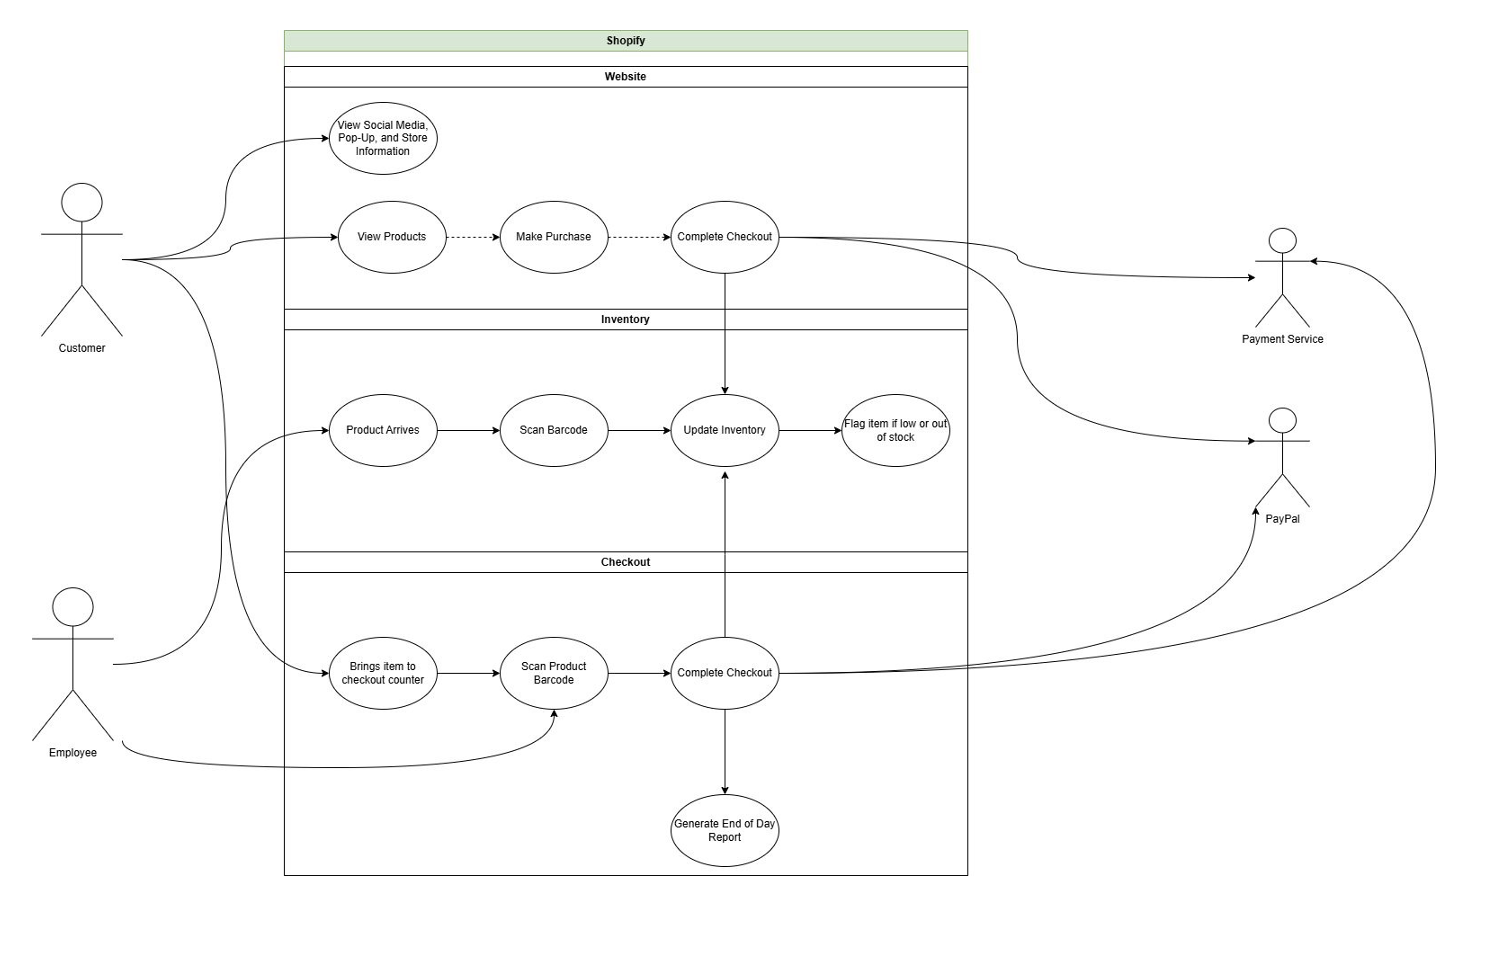 Shopify
Website
View Social Media,
Pop-Up, and Store
Information
View Products
Make Purchase
Complete Checkout
Customer
Payment Service
Inventory
Product Arrives
Scan Barcode
Update Inventory
Flag item if low or out
of stock
PayPal
Checkout
Brings item to
checkout counter
Scan Product
Barcode
Complete Checkout
Employee
Generate End of Day
Report